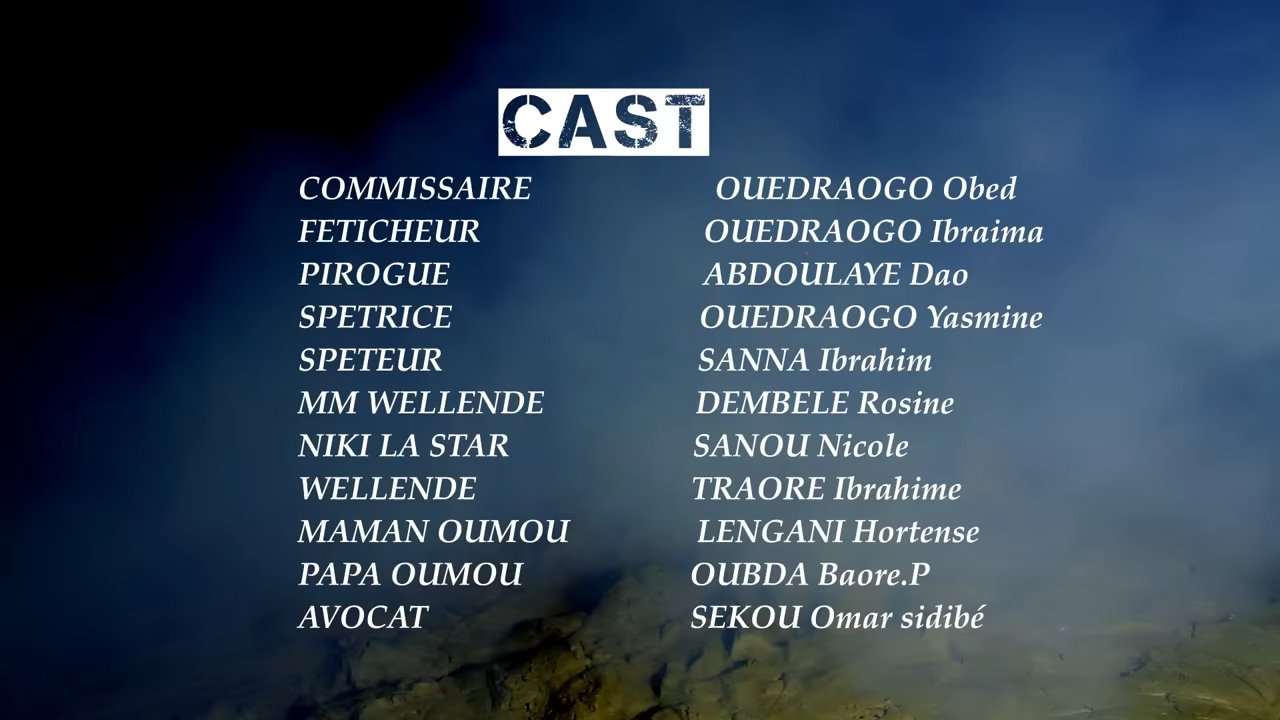 CAST
COMMISSAIRE OUEDRAOGO Obed
FETICHEUR OUEDRAOGO Ibraima
PIROGUE ABDOULAYE Dao
SPETRICE OUEDRAOGO Yasmine
SPETEUR SANNA Ibrahim
MM WELLENDE DEMBELE Rosine
NIKI LA STAR SANOU Nicole
WELLENDE TRAORE Ibrahime
MAMAN OUMOU LENGANI Hortense
PAPA OUMOU OUBDA Baore.P
AVOCAT SEKOU Omar sidibé